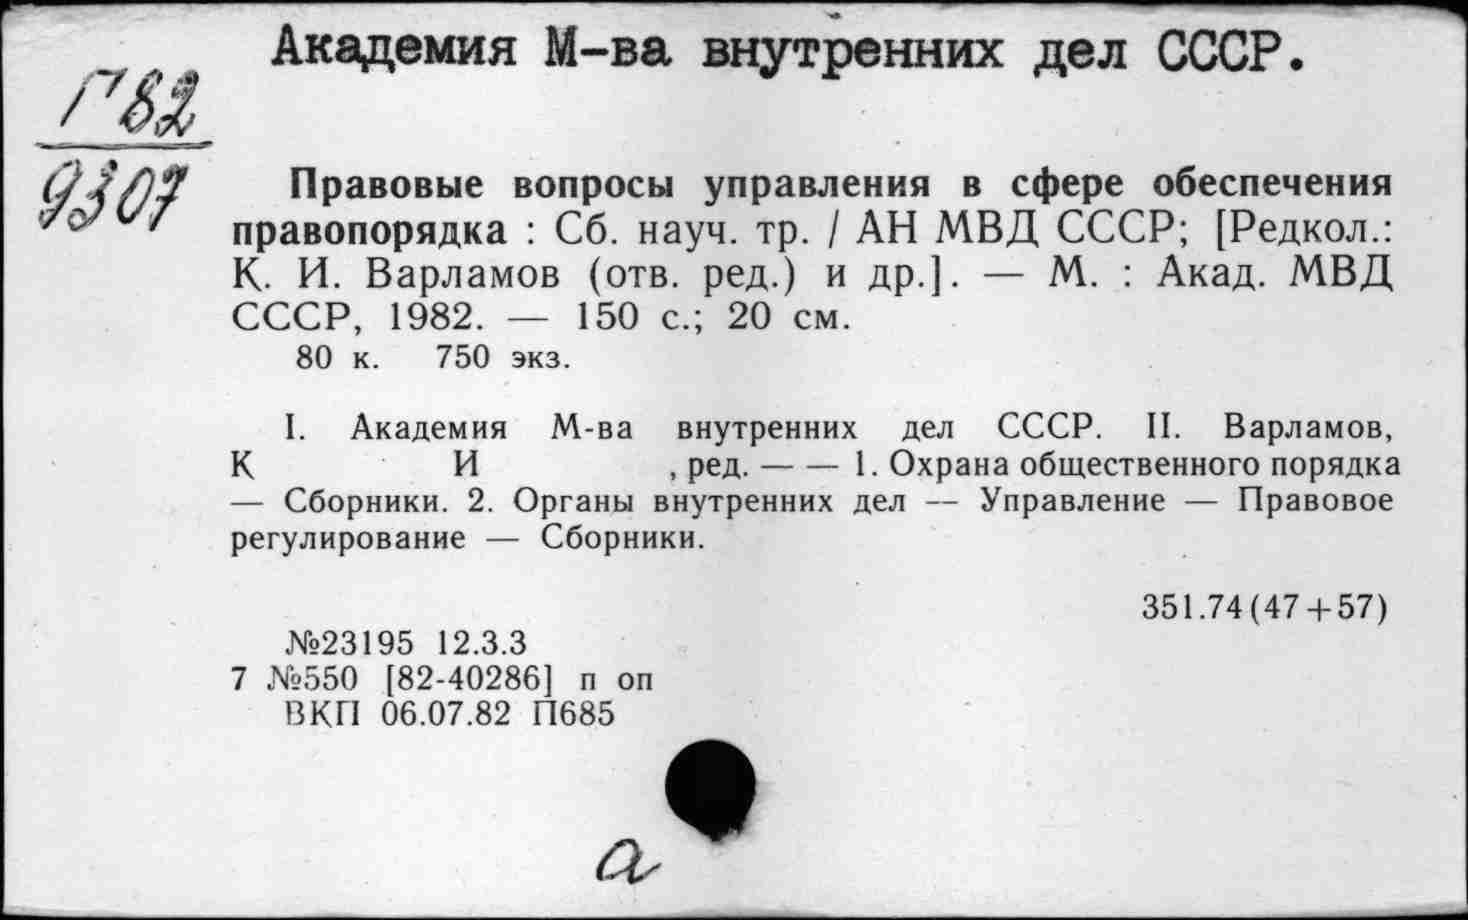 Академия М-ва внутренних дел СССР.
Г82
9307
Правовые вопросы управления в сфере обеспечения
правопорядка : Сб. науч. тр. / АН МВД СССР; [Редкол.:
К. И. Варламов (отв. ред.) и др.]. — М. : Акад. МВД
СССР, 1982. — 150 с.; 20 см.
80 к. 750 экз.
I. Академия М-ва внутренних дел СССР. II. Варламов,
К И , ред. — — 1. Охрана общественного порядка
— Сборники. 2. Органы внутренних дел — Управление — Правовое
регулирование — Сборники.
351.74(47+57)
№23195 12.3.3
7 №550 [82-40286] п оп
ВКП 06.07.82 П685
а